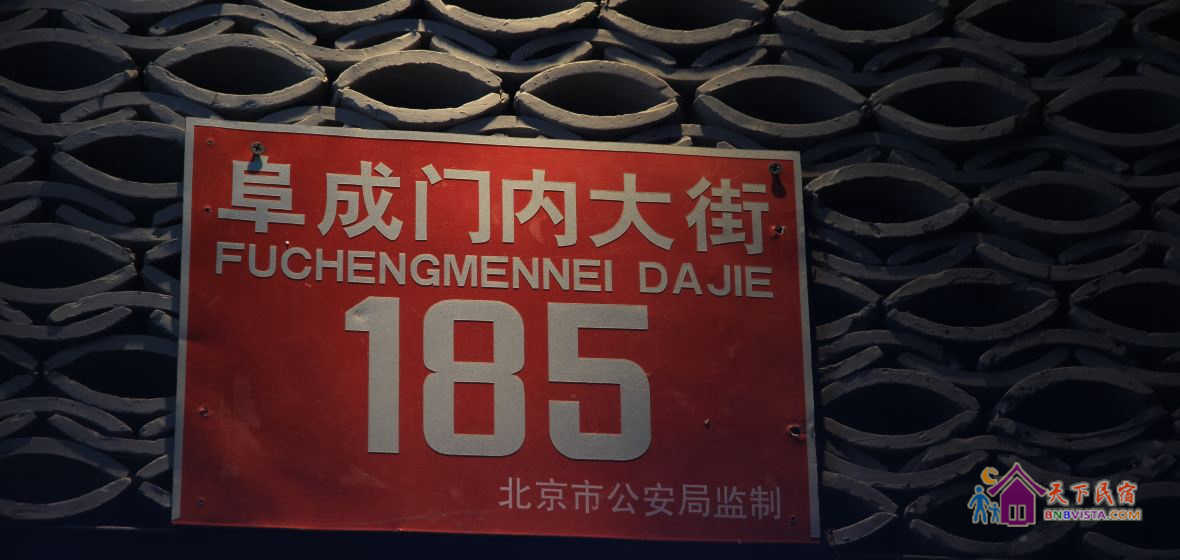 阜成门内大街
FUCHENGMENNEI DAJIE
185
北京市公安局监制
天下民宿
BNBVISTA.COM